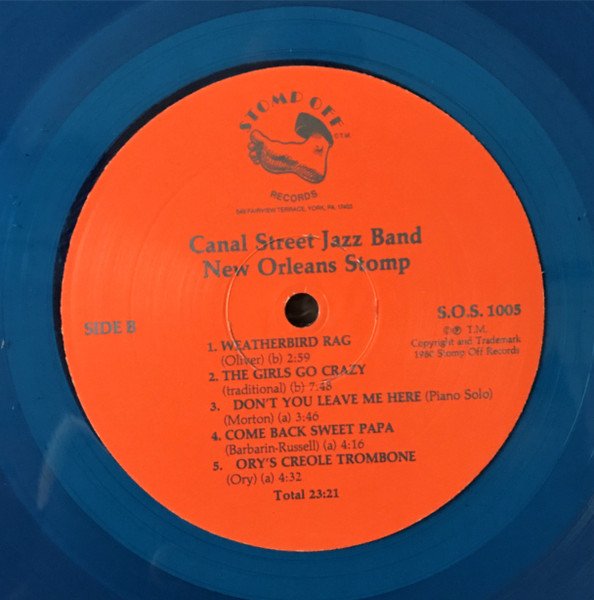 STOMP OFF
T.M.
RECORDS
549 FAIRVIEW TERRACE, YORK, PA. 17403
Canal Street Jazz Band
New Orleans Stomp
SIDE B
S.O.S. 1005
©℗ T.M.
Copyright and Trademark
1980 Stomp Off Records
1. WEATHERBIRD RAG
(Oliver) (b) 2:59
2. THE GIRLS GO CRAZY
(traditional) (b) 7:48
3. DON'T YOU LEAVE ME HERE (Piano Solo)
(Morton) (a) 3:46
4. COME BACK SWEET PAPA
(Barbarin-Russell) (a) 4:16
5. ORY'S CREOLE TROMBONE
(Ory) (a) 4:32
Total 23:21